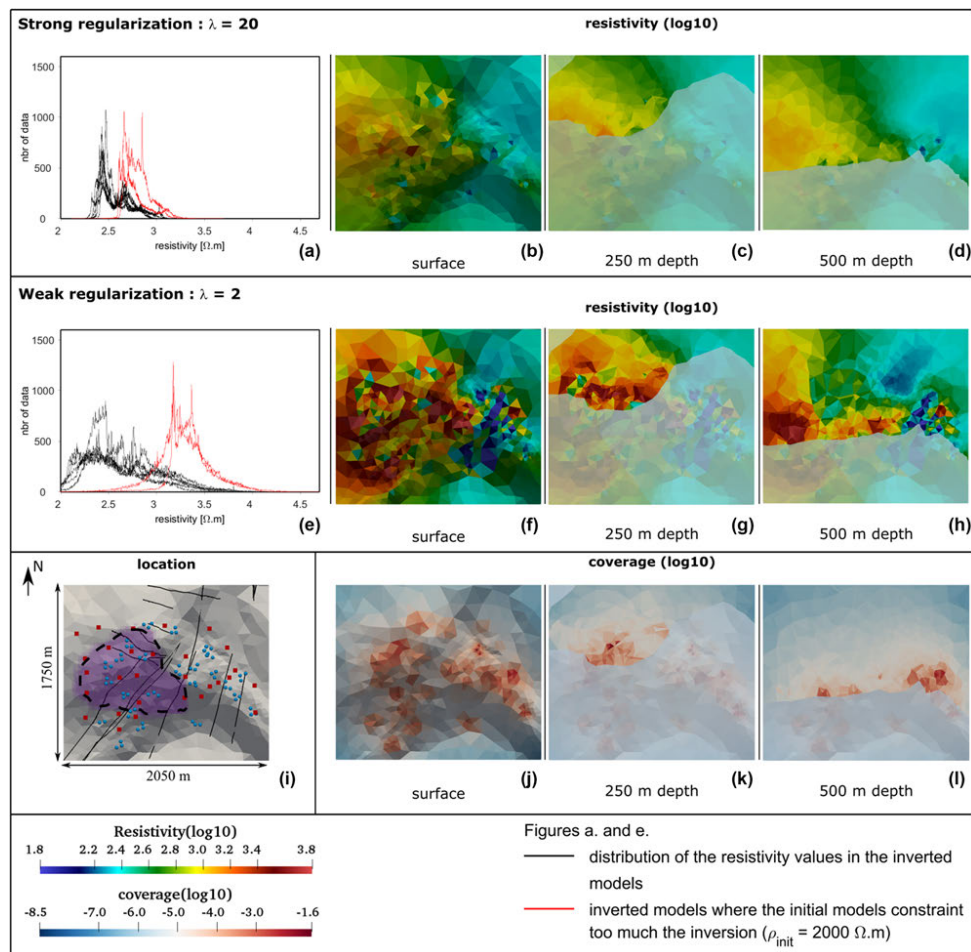 Strong regularization : λ = 20
resistivity (log10)
1500
1000
500
0
nbr of data
2 2.5 3 3.5 4 4.5
resistivity [Ω.m]
(a)
(b)
(c)
(d)
surface
250 m depth
500 m depth
Weak regularization : λ = 2
resistivity (log10)
1500
1000
500
0
nbr of data
2 2.5 3 3.5 4 4.5
resistivity [Ω.m]
(e)
(f)
(g)
(h)
surface
250 m depth
500 m depth
N
location
1750 m
2050 m
(i)
coverage (log10)
(j)
(k)
(l)
surface
250 m depth
500 m depth
Resistivity(log10)
1.8 2.2 2.4 2.6 2.8 3.0 3.2 3.4 3.8
coverage(log10)
-8.5 -7.0 -6.0 -5.0 -4.0 -3.0 -1.6
Figures a. and e.
distribution of the resistivity values in the inverted
models
inverted models where the initial models constraint
too much the inversion (ρinit = 2000 Ω.m)